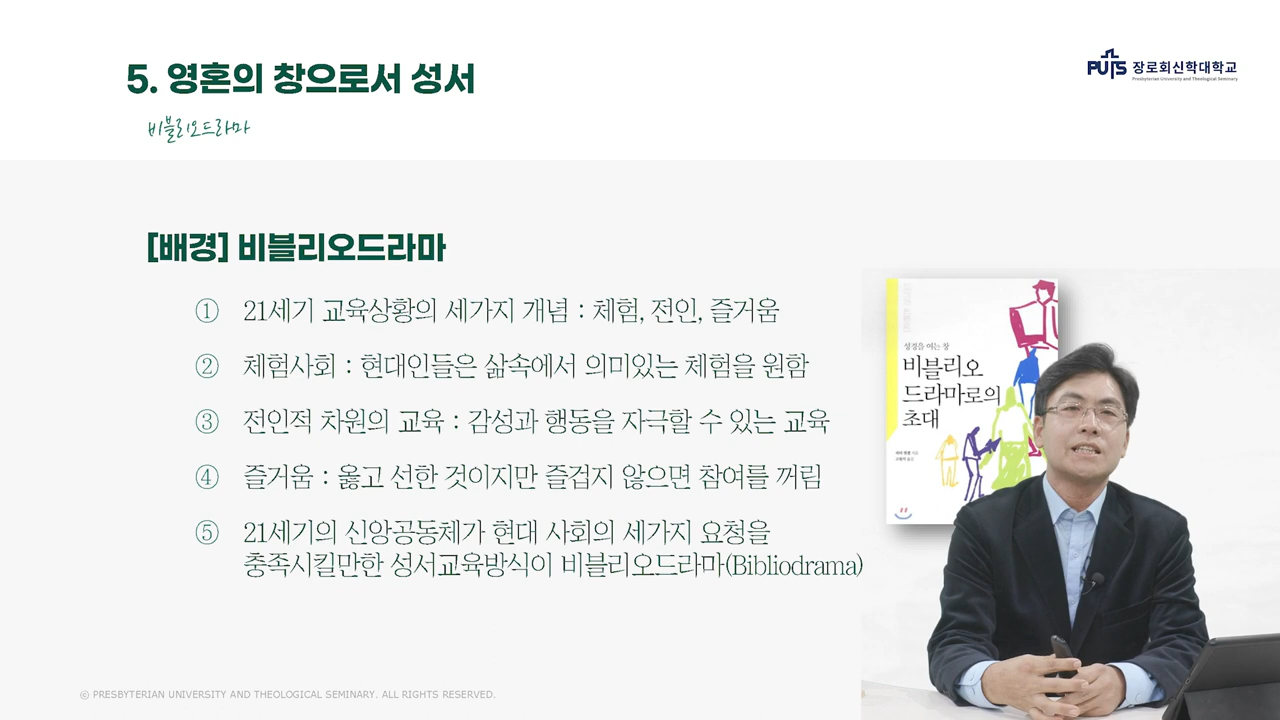 5. 영혼의 창으로서 성서
비블리오드라마
PUTS 장로회신학대학교
Presbyterian University and Theological Seminary
[배경] 비블리오드라마
① 21세기 교육상황의 세가지 개념 : 체험, 전인, 즐거움
② 체험사회 : 현대인들은 삶속에서 의미있는 체험을 원함
③ 전인적 차원의 교육 : 감성과 행동을 자극할 수 있는 교육
④ 즐거움 : 옳고 선한 것이지만 즐겁지 않으면 참여를 꺼림
⑤ 21세기의 신앙공동체가 현대 사회의 세가지 요청을
충족시킬만한 성서교육방식이 비블리오드라마(Bibliodrama)
성경을 여는 창
비블리오
드라마로의
초대
ⓒ PRESBYTERIAN UNIVERSITY AND THEOLOGICAL SEMINARY. ALL RIGHTS RESERVED.